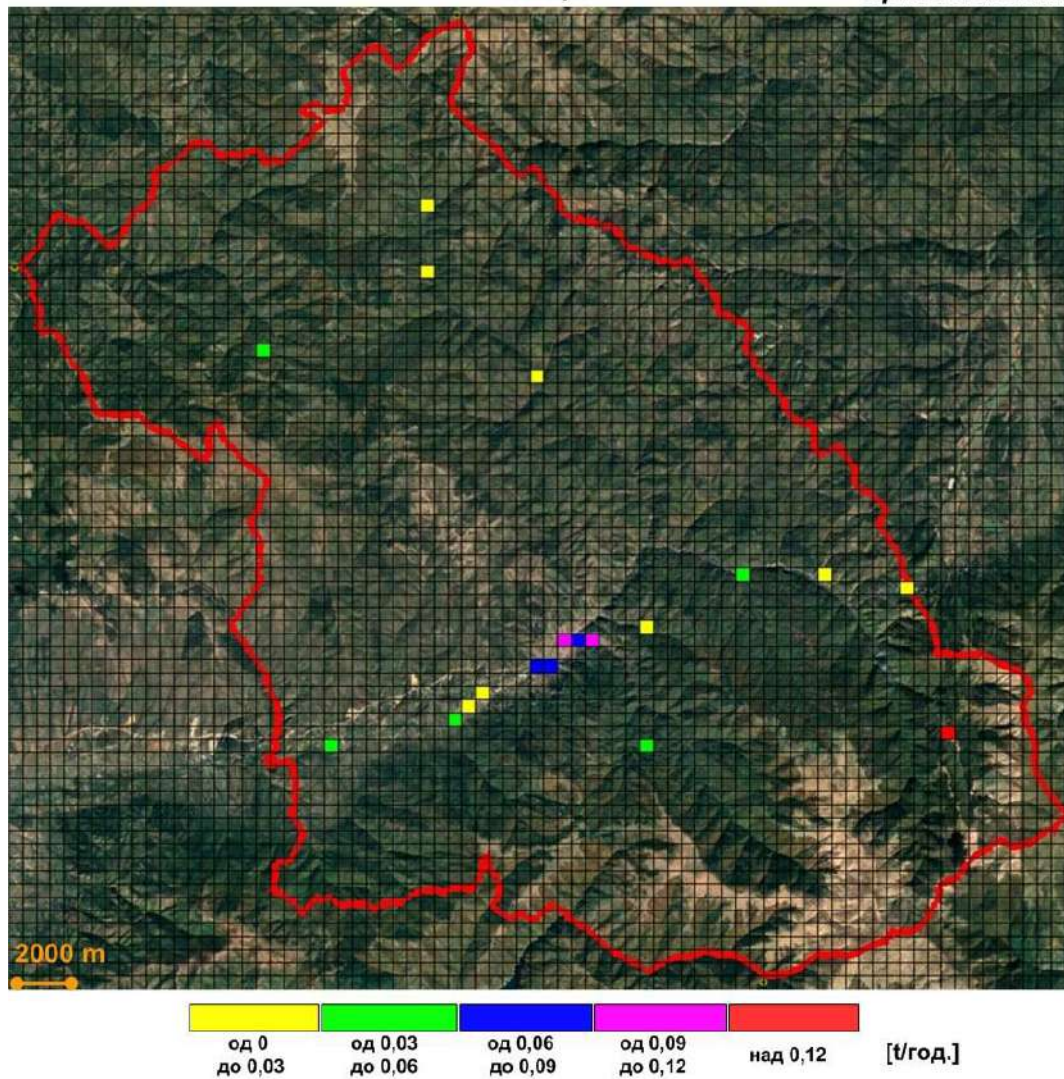 2000 m
од 0
до 0,03
од 0,03
до 0,06
од 0,06
до 0,09
од 0,09
до 0,12
над 0,12
[t/год.]